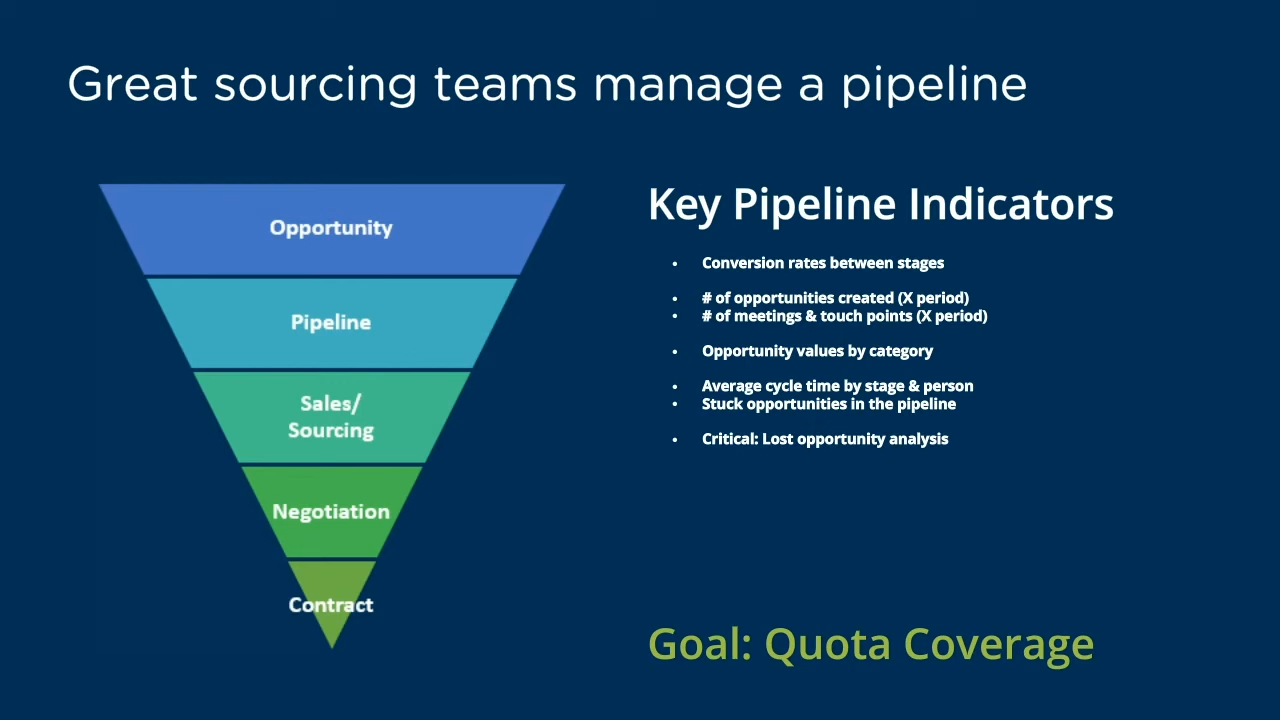 Great sourcing teams manage a pipeline
Opportunity
Pipeline
Sales/
Sourcing
Negotiation
Contract
Key Pipeline Indicators
• Conversion rates between stages
• # of opportunities created (X period)
• # of meetings & touch points (X period)
• Opportunity values by category
• Average cycle time by stage & person
• Stuck opportunities in the pipeline
• Critical: Lost opportunity analysis
Goal: Quota Coverage